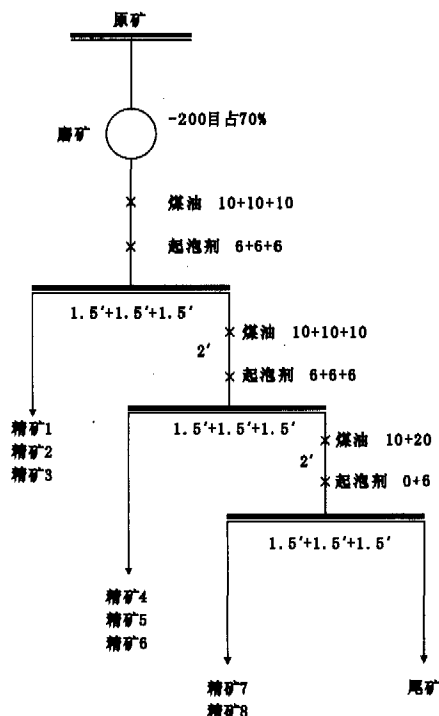 原矿
-200目占70%
磨矿
煤油 10+10+10
起泡剂 6+6+6
1.5′+1.5′+1.5′
煤油 10+10+10
2′
起泡剂 6+6+6
精矿1
精矿2
精矿3
1.5′+1.5′+1.5′
煤油 10+20
2′
起泡剂 0+6
1.5′+1.5′+1.5′
精矿4
精矿5
精矿6
精矿7
精矿8
尾矿